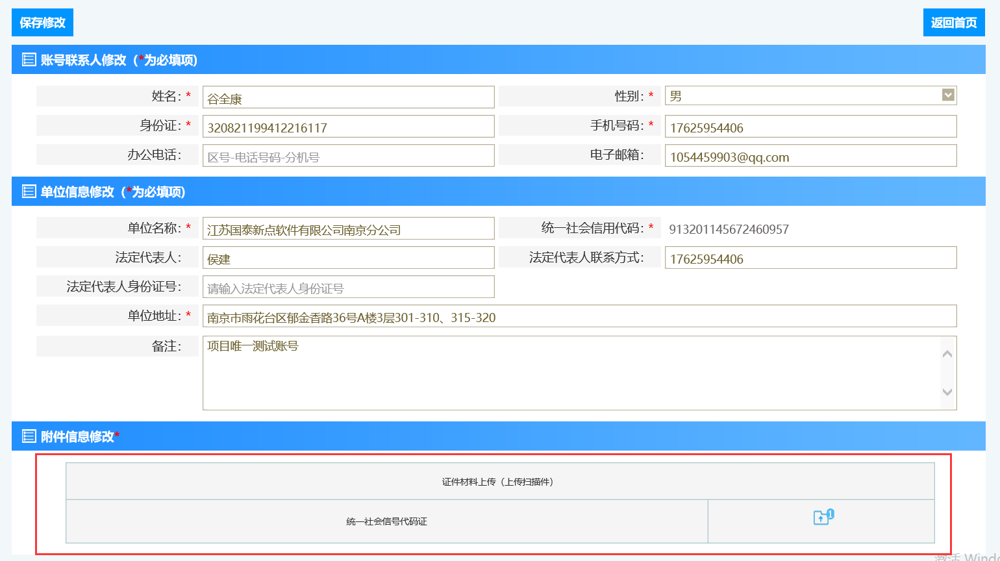 保存修改 返回首页
账号联系人修改（*为必填项）
姓名：* 谷全康 性别：* 男
身份证：* 320821199412216117 手机号码：* 17625954406
办公电话： 区号-电话号码-分机号 电子邮箱： 1054459903@qq.com
单位信息修改（*为必填项）
单位名称：* 江苏国泰新点软件有限公司南京分公司 统一社会信用代码：* 913201145672460957
法定代表人： 侯建 法定代表人联系方式： 17625954406
法定代表人身份证号： 请输入法定代表人身份证号
单位地址：* 南京市雨花台区郁金香路36号A楼3层301-310、315-320
备注： 项目唯一测试账号
附件信息修改*
证件材料上传（上传扫描件）
统一社会信号代码证 1
激活 Wind